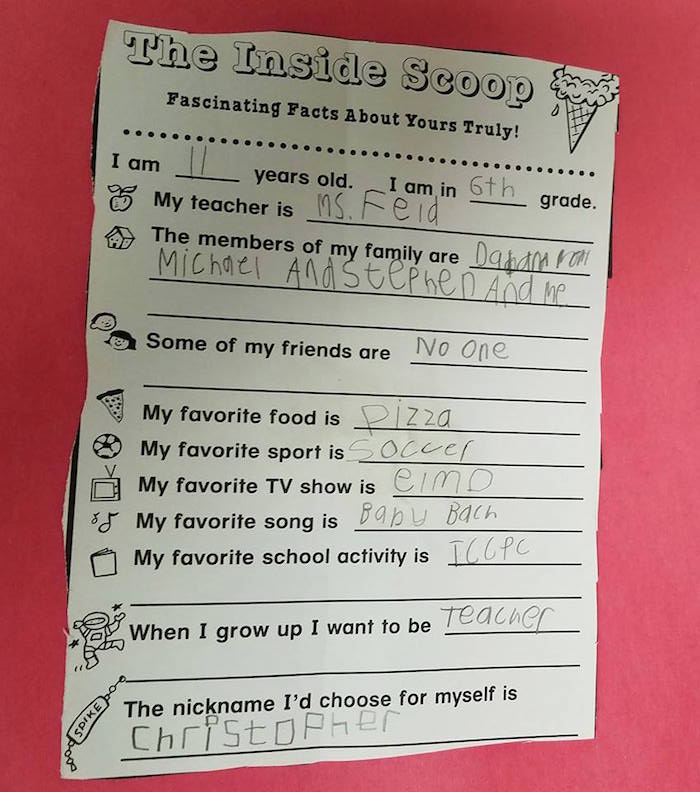 The Inside Scoop
Fascinating Facts About Yours Truly!
I am 11 years old. I am in 6th grade.
My teacher is Ms. Feld
The members of my family are
Michael And Stephen And me
Some of my friends are No one
My favorite food is pizza
My favorite sport is Soccer
My favorite TV show is elmo
My favorite song is Baby Bach
My favorite school activity is
When I grow up I want to be Teacher
The nickname I'd choose for myself is
SPIKE
Christopher